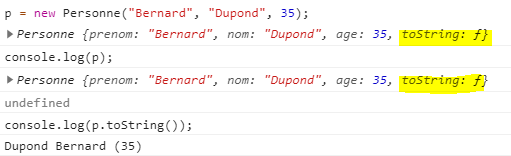 p = new Personne("Bernard", "Dupond", 35);
▸ Personne {prenom: "Bernard", nom: "Dupond", age: 35, toString: ƒ}
console.log(p);
▸ Personne {prenom: "Bernard", nom: "Dupond", age: 35, toString: ƒ}
undefined
console.log(p.toString());
Dupond Bernard (35)